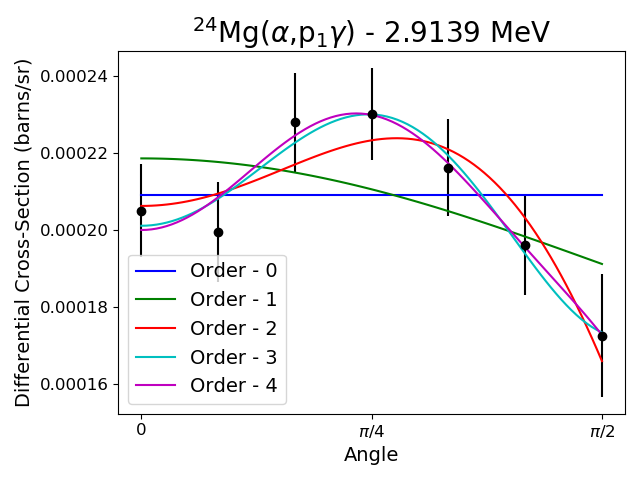 ²⁴Mg(α,p₁γ) - 2.9139 MeV
Differential Cross-Section (barns/sr)
0.00024
0.00022
0.00020
0.00018
0.00016
Order - 0
Order - 1
Order - 2
Order - 3
Order - 4
0
π/4
π/2
Angle